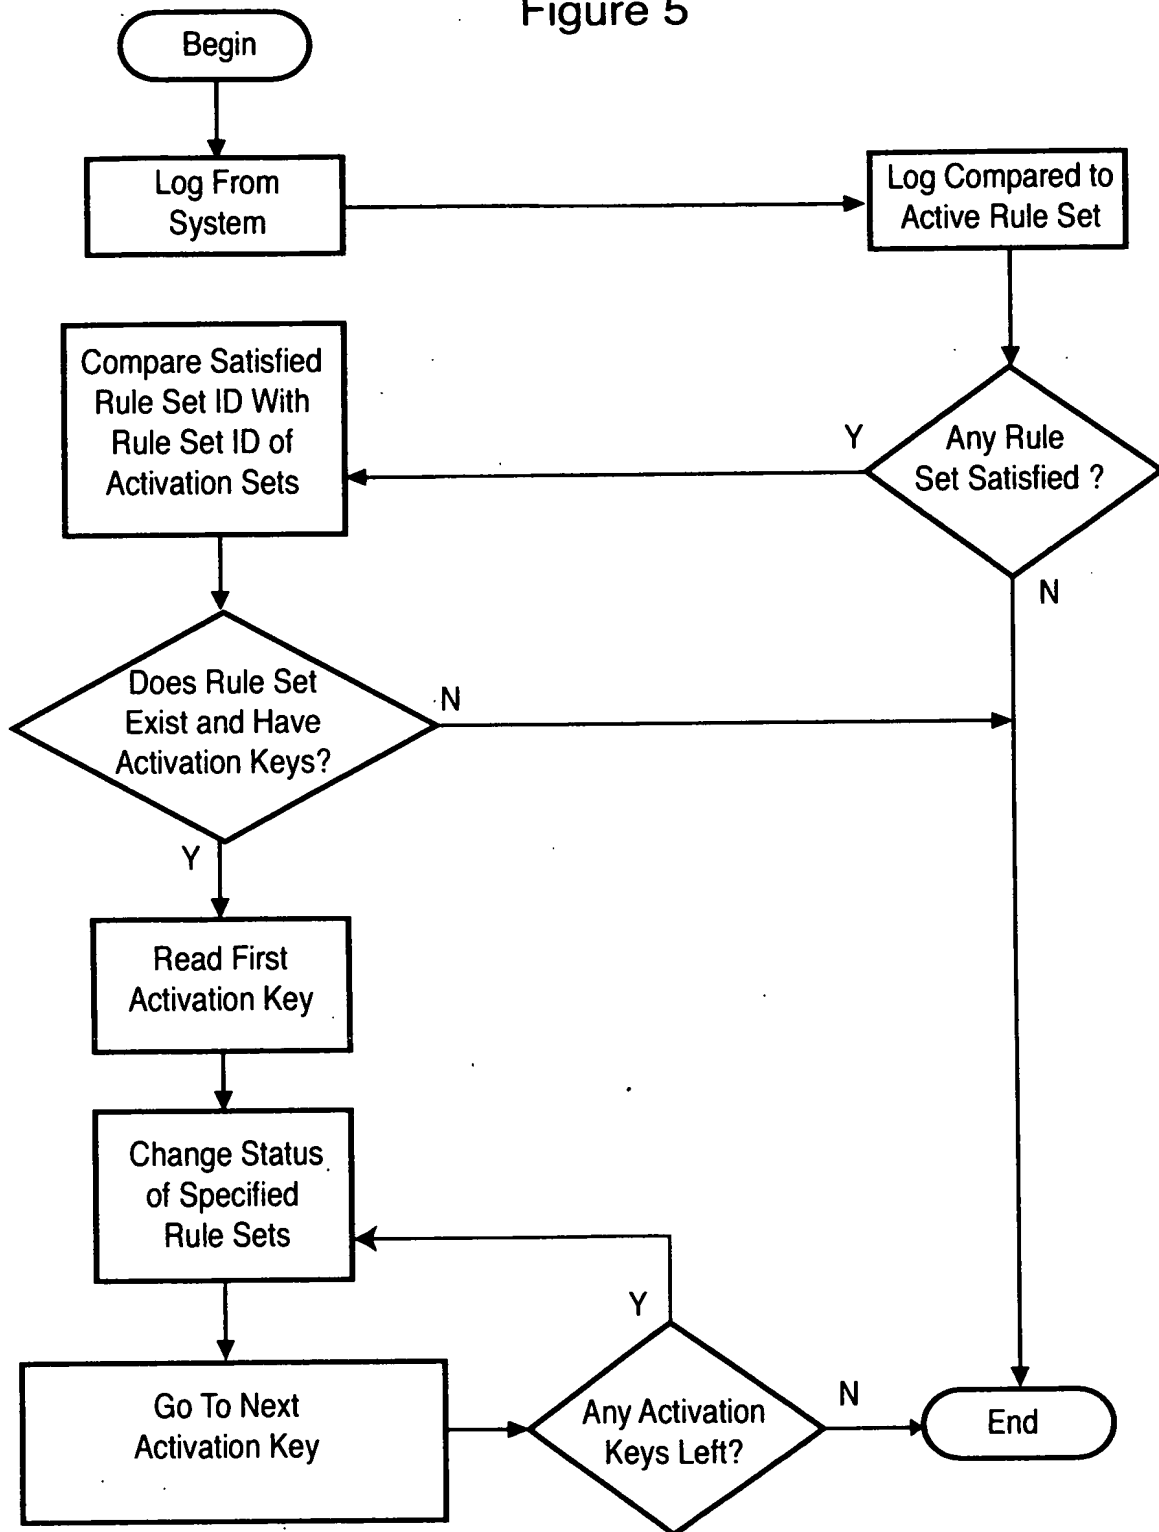 Figure 5
Begin
Log From
System
Log Compared to
Active Rule Set
Any Rule
Set Satisfied ?
Y
N
Compare Satisfied
Rule Set ID With
Rule Set ID of
Activation Sets
Does Rule Set
Exist and Have
Activation Keys?
N
Y
Read First
Activation Key
Change Status
of Specified
Rule Sets
Go To Next
Activation Key
Y
Any Activation
Keys Left?
N
End